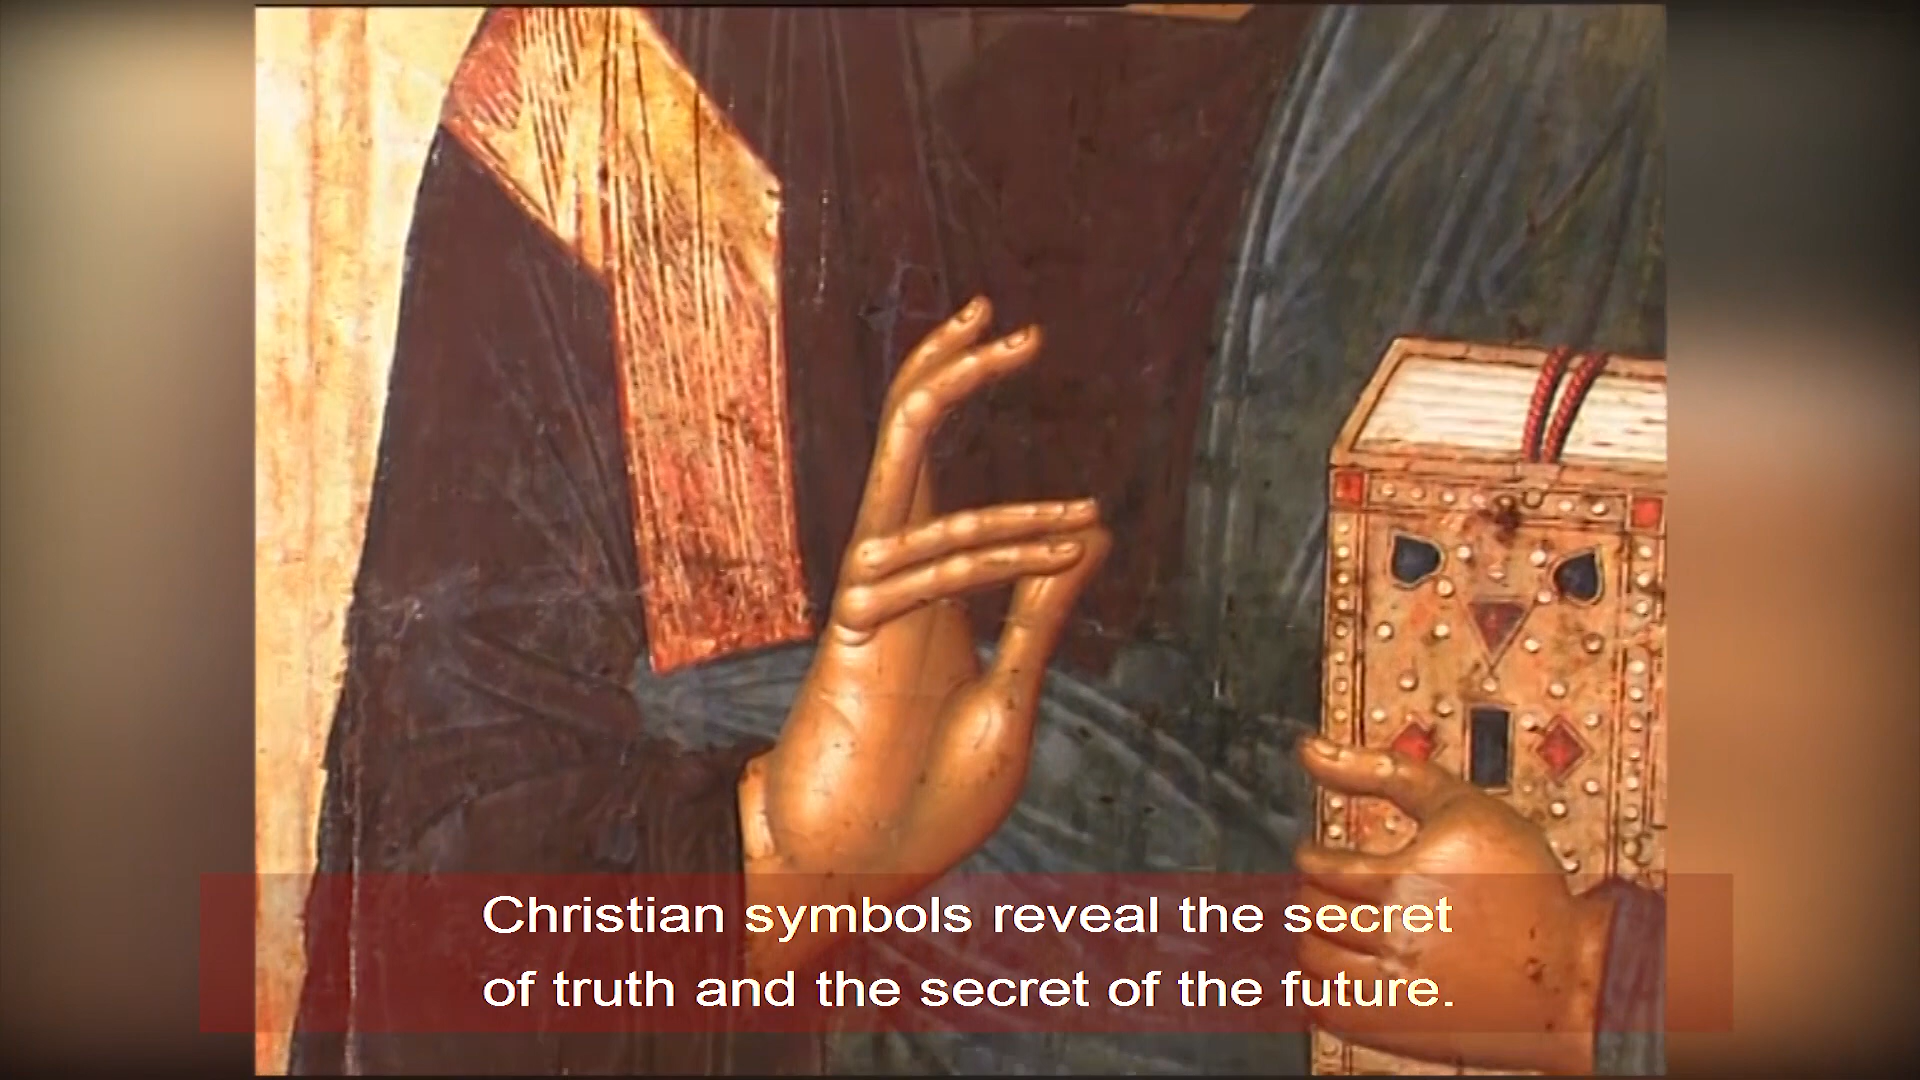 Christian symbols reveal the secret
of truth and the secret of the future.